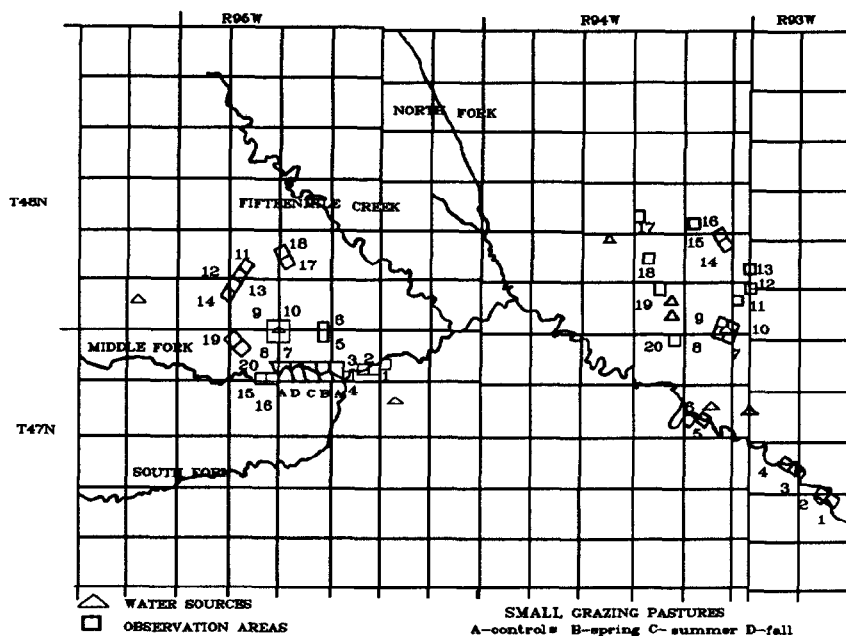 R95W R94W R93W
NORTH FORK
T48N
FIFTEENMILE CREEK
17 16
15
14
18
11 18
12 17
13
14
13
12
19
11
9 10
6
5
9
10
20 8
7
19
MIDDLE FORK
8 7
20
3 2 1
4
15
16
A D C B A
6
5
T47N
SOUTH FORK
4
3
2
1
WATER SOURCES
OBSERVATION AREAS
SMALL GRAZING PASTURES
A-controls B-spring C-summer D-fall